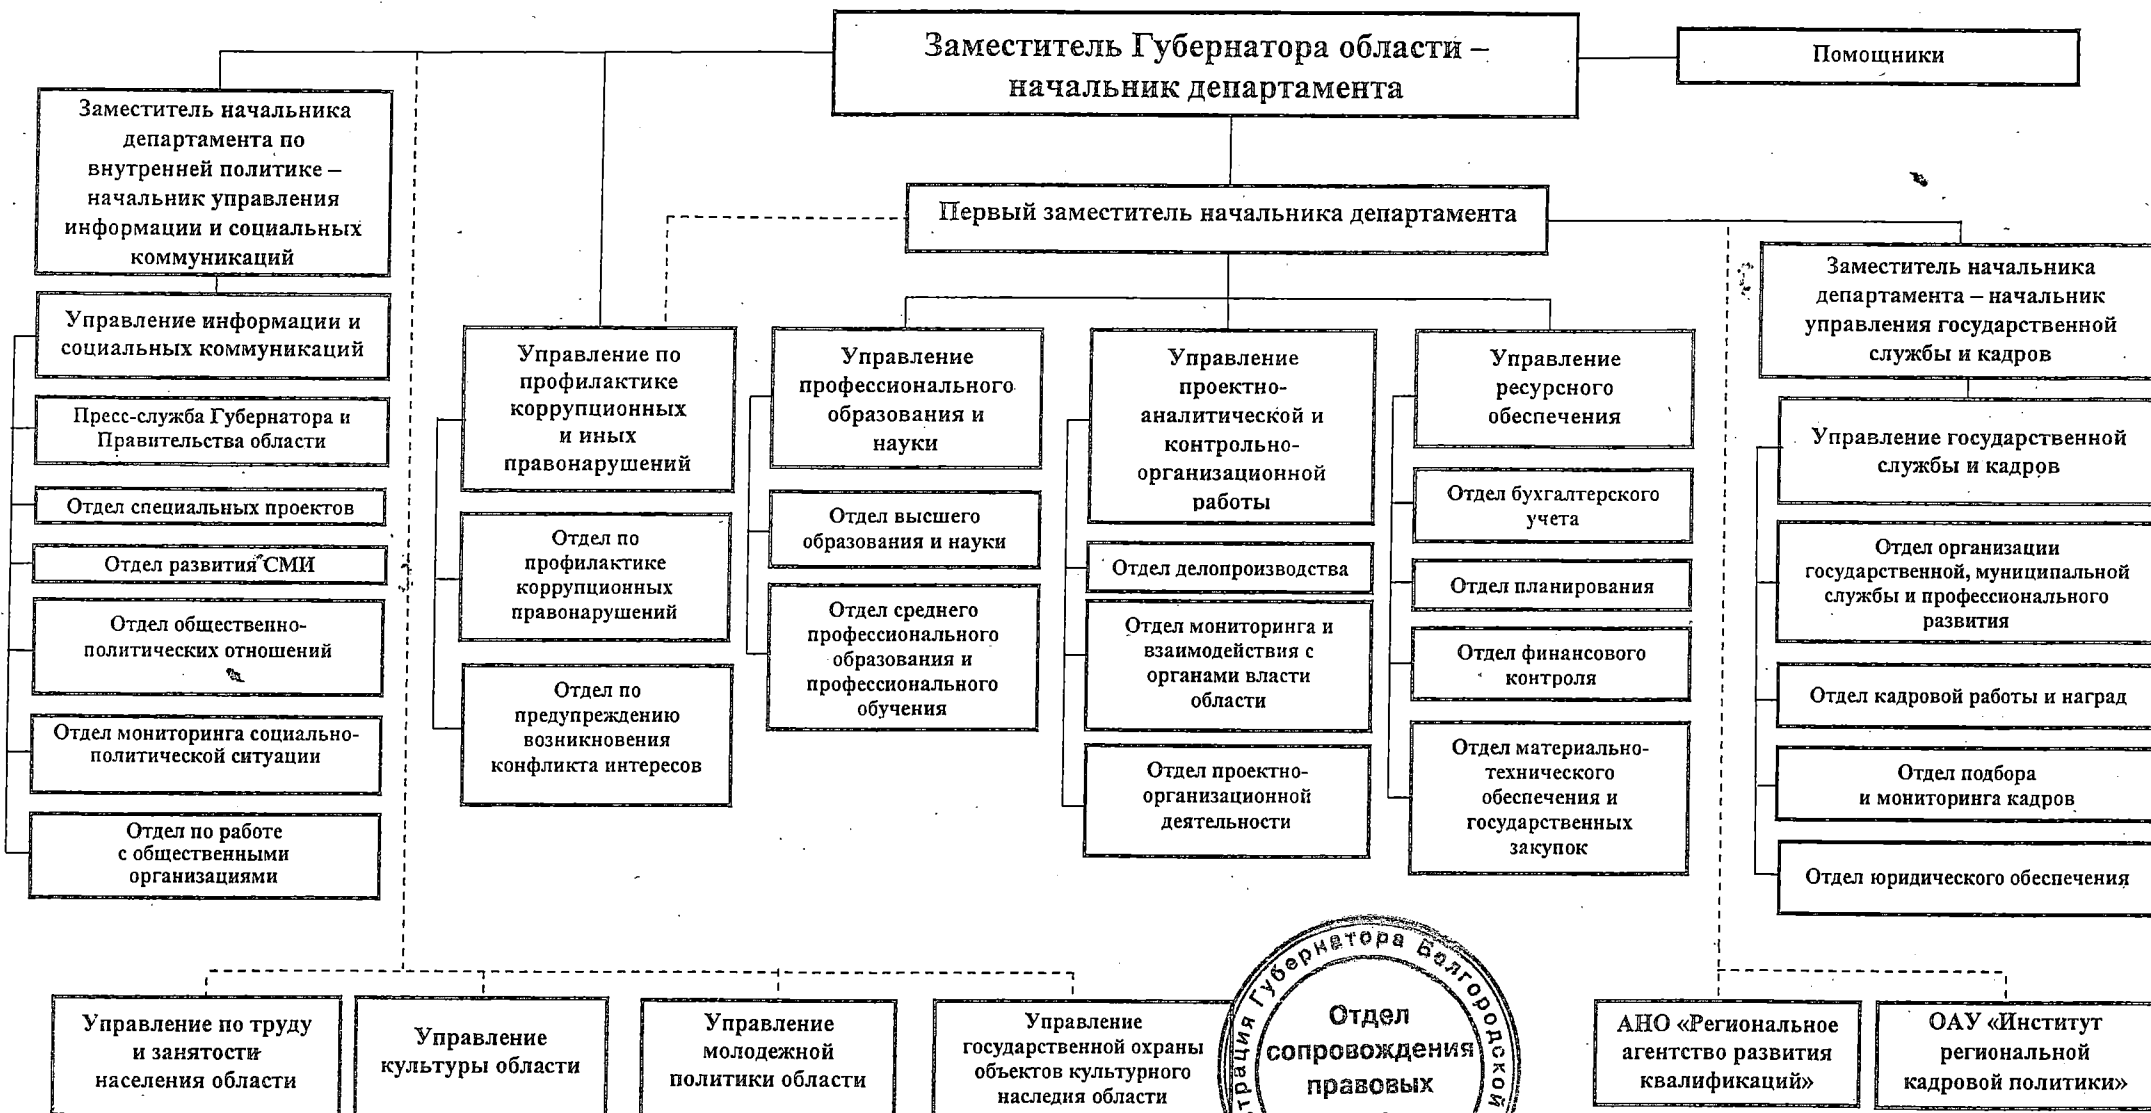 Заместитель Губернатора области –
начальник департамента
Помощники
Заместитель начальника
департамента по
внутренней политике –
начальник управления
информации и социальных
коммуникаций
Первый заместитель начальника департамента
Заместитель начальника
департамента – начальник
управления государственной
службы и кадров
Управление информации и
социальных коммуникаций
Пресс-служба Губернатора и
Правительства области
Отдел специальных проектов
Отдел развития СМИ
Отдел общественно-
политических отношений
Отдел мониторинга социально-
политической ситуации
Отдел по работе
с общественными
организациями
Управление по
профилактике
коррупционных
и иных
правонарушений
Отдел по
профилактике
коррупционных
правонарушений
Отдел по
предупреждению
возникновения
конфликта интересов
Управление
профессионального
образования и
науки
Отдел высшего
образования и науки
Отдел среднего
профессионального
образования и
профессионального
обучения
Управление
проектно-
аналитической и
контрольно-
организационной
работы
Отдел делопроизводства
Отдел мониторинга и
взаимодействия с
органами власти
области
Отдел проектно-
организационной
деятельности
Управление
ресурсного
обеспечения
Отдел бухгалтерского
учета
Отдел планирования
Отдел финансового
контроля
Отдел материально-
технического
обеспечения и
государственных
закупок
Управление государственной
службы и кадров
Отдел организации
государственной, муниципальной
службы и профессионального
развития
Отдел кадровой работы и наград
Отдел подбора
и мониторинга кадров
Отдел юридического обеспечения
Управление по труду
и занятости
населения области
Управление
культуры области
Управление
молодежной
политики области
Управление
государственной охраны
объектов культурного
наследия области
Губернатора Белгородской
Отдел
сопровождения
правовых
АНО «Региональное
агентство развития
квалификаций»
ОАУ «Институт
региональной
кадровой политики»